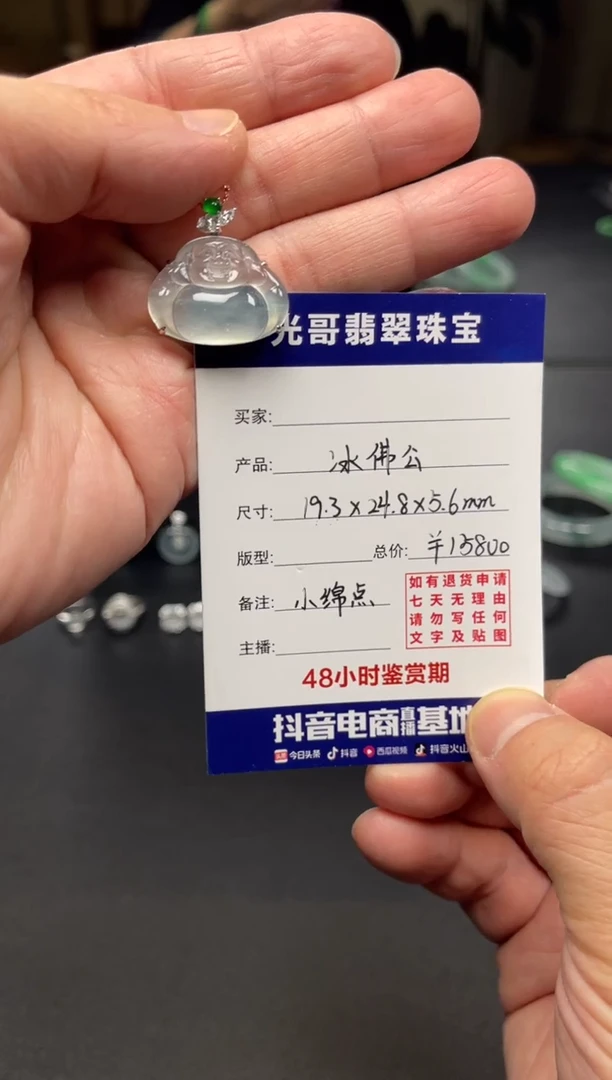 光哥翡翠珠宝
买家:
产品: 冰佛公
尺寸: 19.3×24.8×5.6mm
版型: 总价: ¥15800
备注: 小绵点
如有退货申请
七天无理由
请勿写任何
文字及贴图
主播:
48小时鉴赏期
抖音电商直播基地
今日头条 抖音 西瓜视频 抖音火山